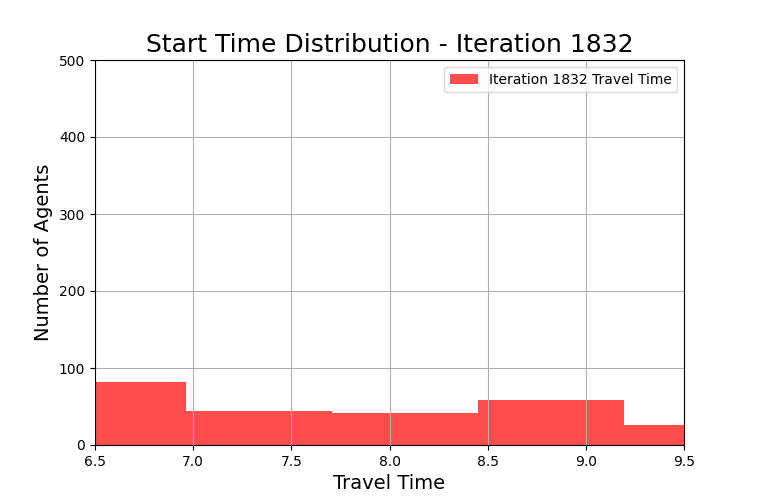 Start Time Distribution - Iteration 1832
Iteration 1832 Travel Time
Number of Agents
500
400
300
200
100
0
6.5 7.0 7.5 8.0 8.5 9.0 9.5
Travel Time